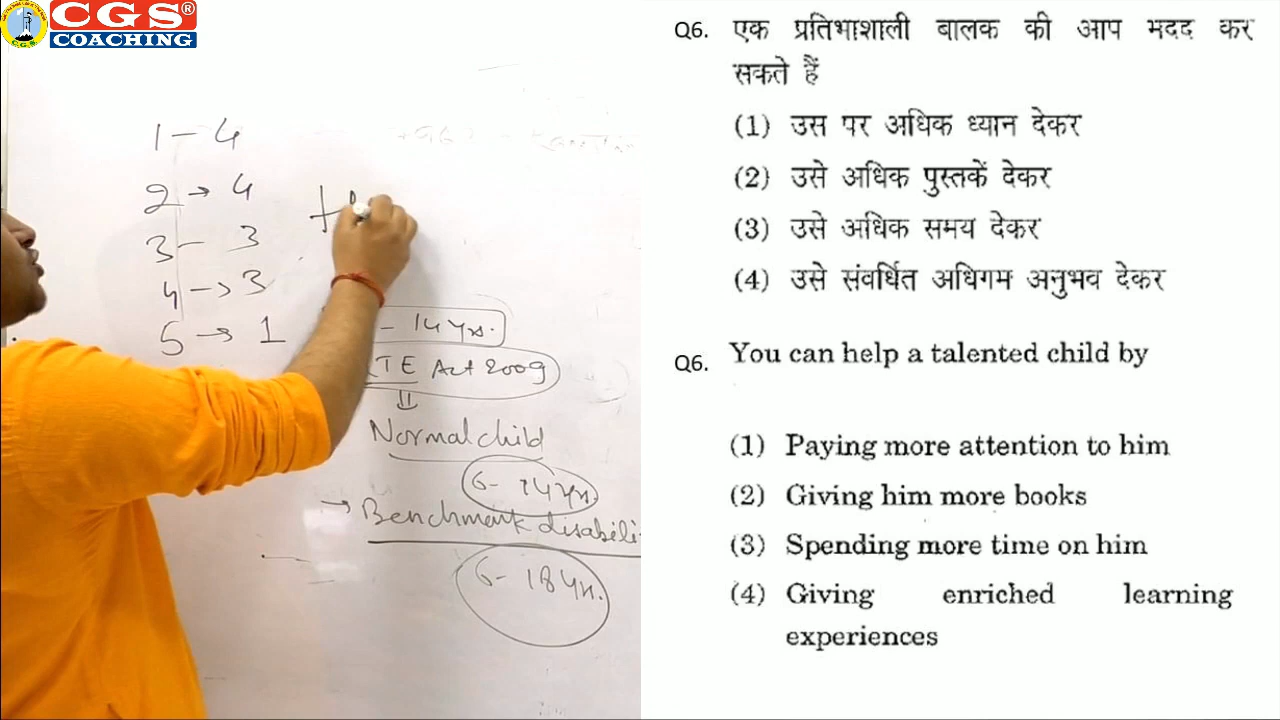 CGS®
COACHING
C.G.S.
1 – 4
2 → 4
3 – 3
4 → 3
5 → 1
– 14 yrs.
RTE Act 2009
Normal child
6 – 14 yrs.
→ Benchmark disabili
6 – 18 yrs.
Q6. एक प्रतिभाशाली बालक की आप मदद कर
सकते हैं
(1) उस पर अधिक ध्यान देकर
(2) उसे अधिक पुस्तकें देकर
(3) उसे अधिक समय देकर
(4) उसे संवर्धित अधिगम अनुभव देकर
Q6. You can help a talented child by
(1) Paying more attention to him
(2) Giving him more books
(3) Spending more time on him
(4) Giving enriched learning
experiences